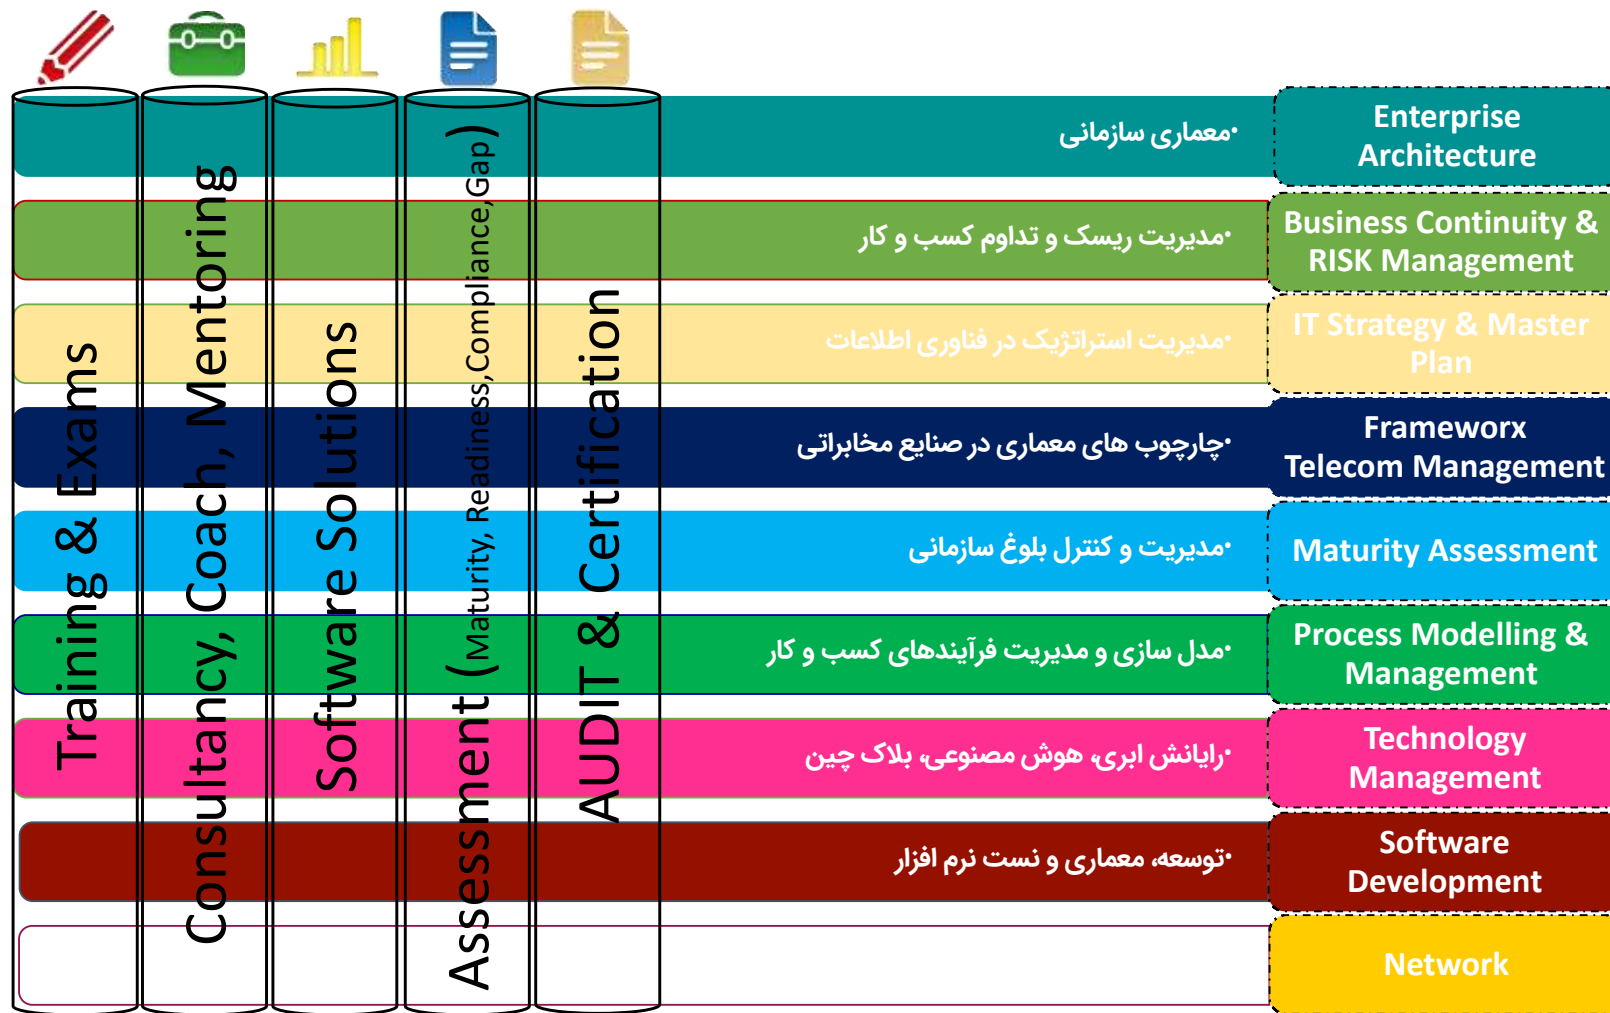 Training & Exams
Consultancy, Coach, Mentoring
Software Solutions
Assessment (Maturity, Readiness,Compliance,Gap)
AUDIT & Certification
•معماری سازمانی
Enterprise
Architecture
•مدیریت ریسک و تداوم کسب و کار
Business Continuity &
RISK Management
•مدیریت استراتژیک در فناوری اطلاعات
IT Strategy & Master
Plan
•چارچوب های معماری در صنایع مخابراتی
Frameworx
Telecom Management
•مدیریت و کنترل بلوغ سازمانی
Maturity Assessment
•مدل سازی و مدیریت فرآیندهای کسب و کار
Process Modelling &
Management
•رایانش ابری، هوش مصنوعی، بلاک چین
Technology
Management
•توسعه، معماری و نست نرم افزار
Software
Development
Network